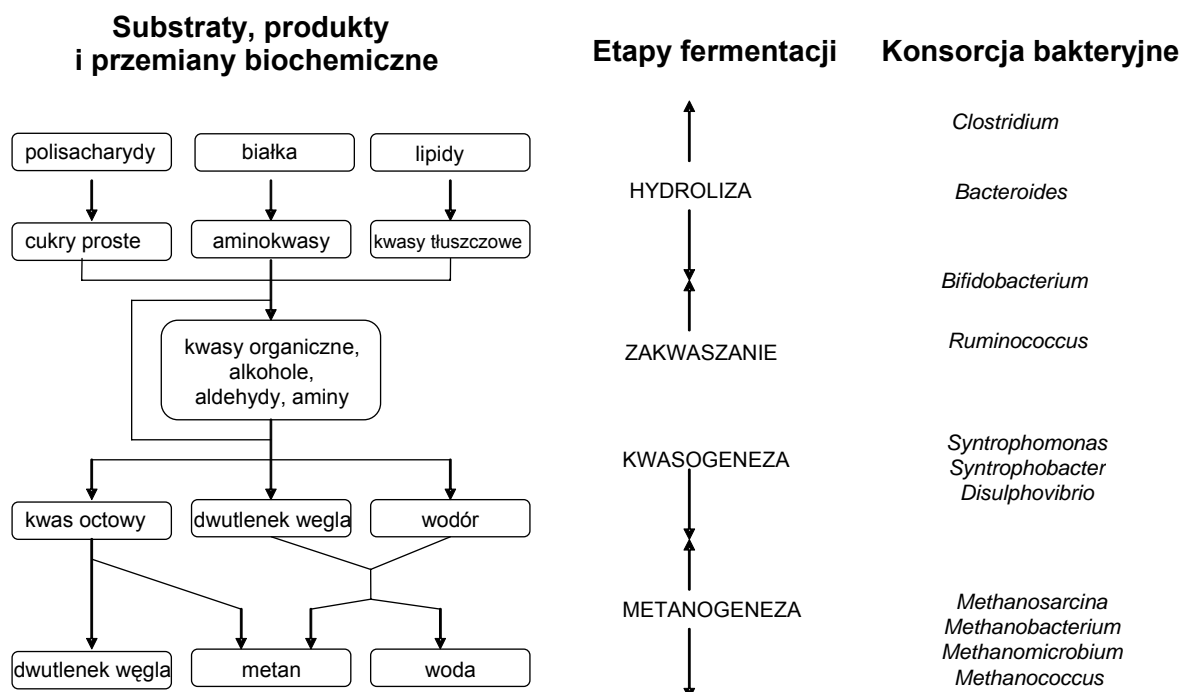 Substraty, produkty
i przemiany biochemiczne
Etapy fermentacji
Konsorcja bakteryjne
polisacharydy
białka
lipidy
cukry proste
aminokwasy
kwasy tłuszczowe
kwasy organiczne,
alkohole,
aldehydy, aminy
kwas octowy
dwutlenek wegla
wodór
dwutlenek węgla
metan
woda
HYDROLIZA
ZAKWASZANIE
KWASOGENEZA
METANOGENEZA
Clostridium
Bacteroides
Bifidobacterium
Ruminococcus
Syntrophomonas
Syntrophobacter
Disulphovibrio
Methanosarcina
Methanobacterium
Methanomicrobium
Methanococcus